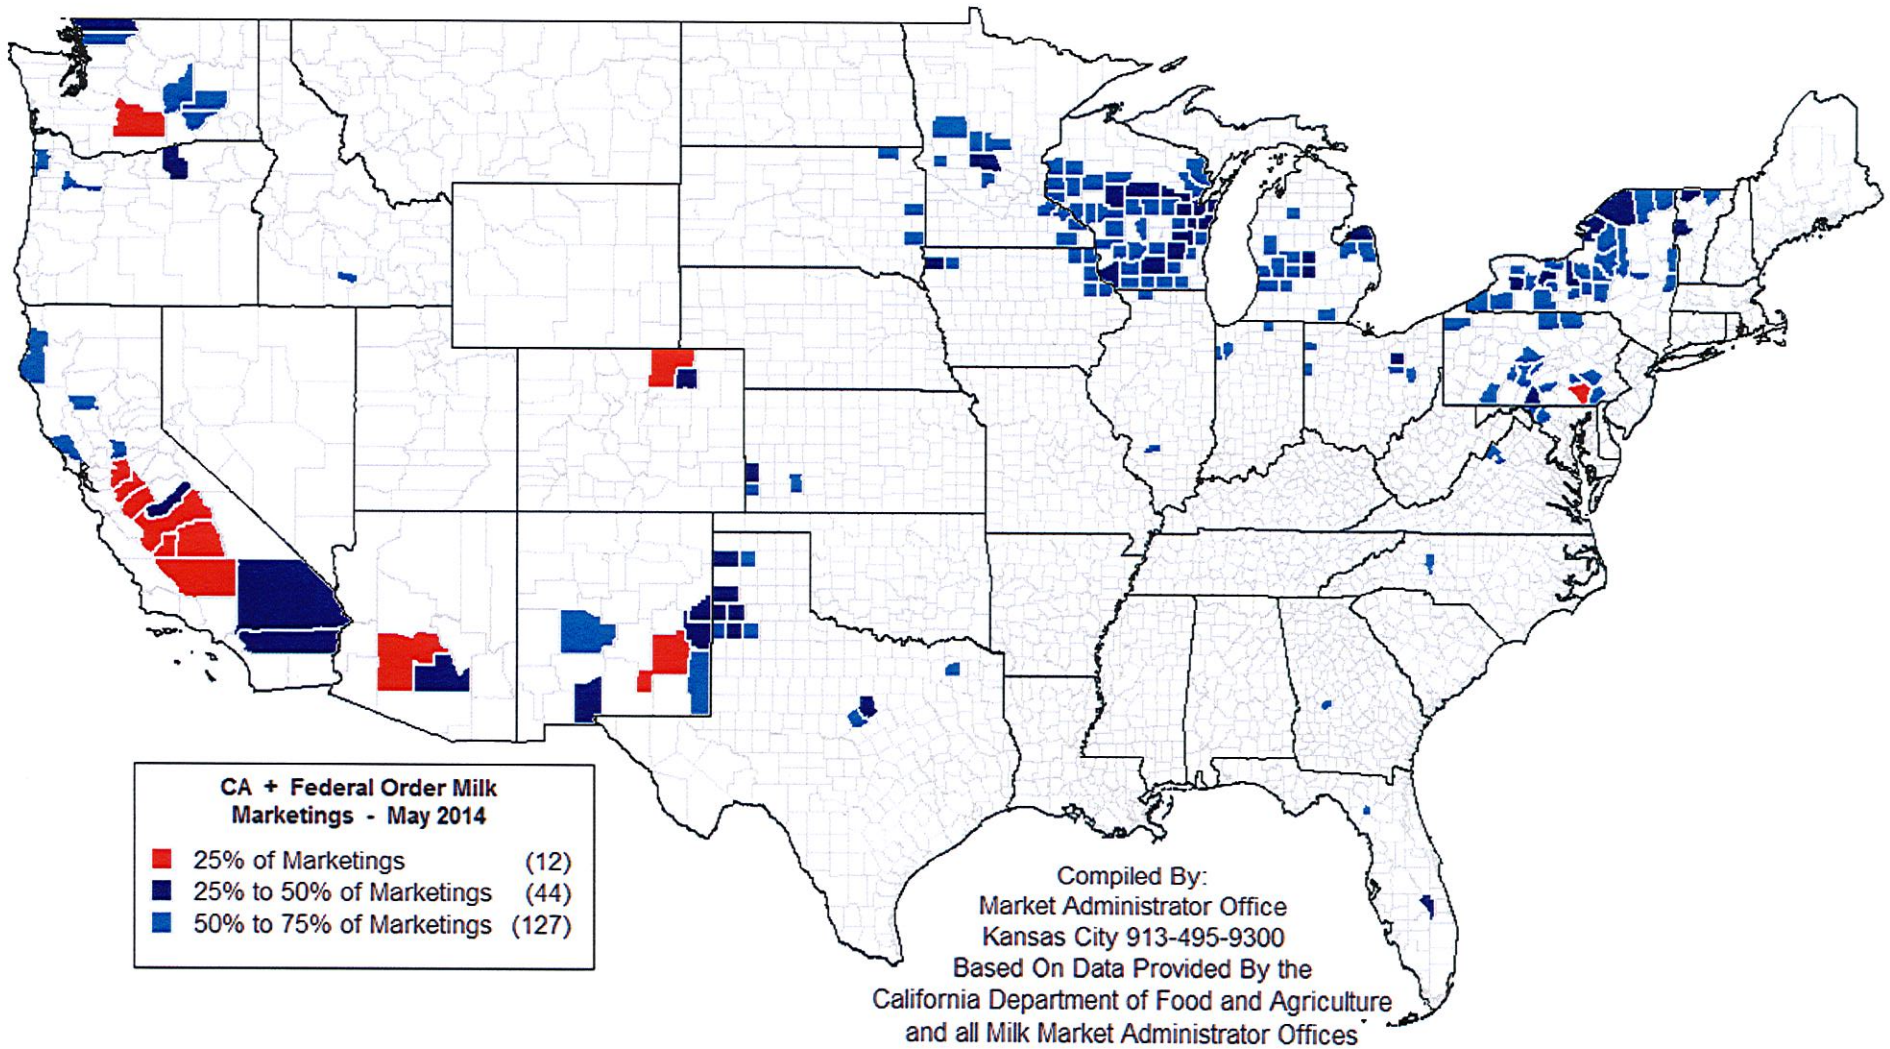 CA + Federal Order Milk
Marketings - May 2014
25% of Marketings (12)
25% to 50% of Marketings (44)
50% to 75% of Marketings (127)
Compiled By:
Market Administrator Office
Kansas City 913-495-9300
Based On Data Provided By the
California Department of Food and Agriculture
and all Milk Market Administrator Offices